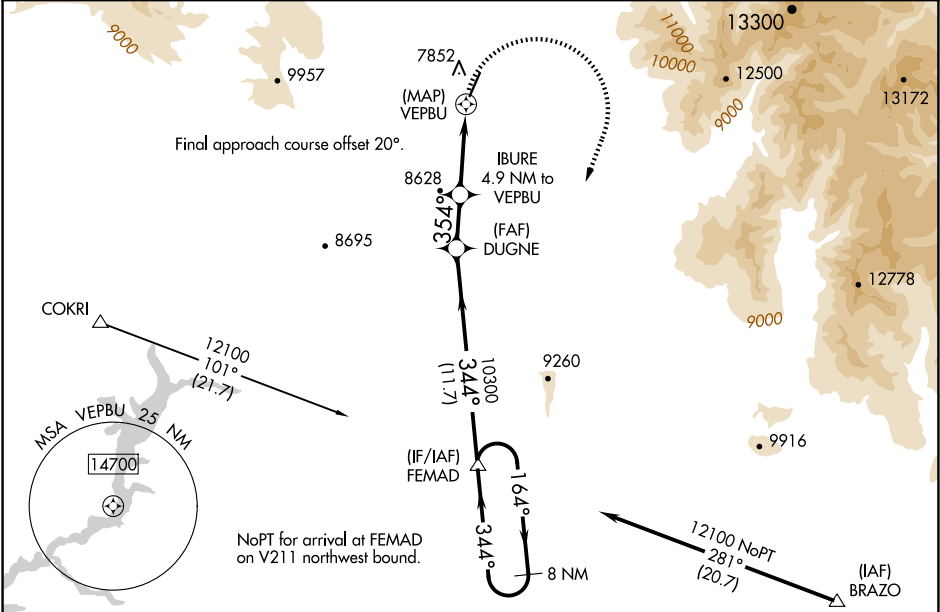 9000
9957
7852
(MAP)
VEPBU
11000
10000
13300
12500
9000
13172
Final approach course offset 20°.
8628
354°
IBURE
4.9 NM to
VEPBU
(FAF)
DUGNE
8695
12778
9000
COKRI
12100
101°
(21.7)
10300
344°
(11.7)
9260
MSA VEPBU 25 NM
14700
(IF/IAF)
FEMAD
164°
344°
8 NM
9916
NoPT for arrival at FEMAD
on V211 northwest bound.
12100 NoPT
281°
(20.7)
(IAF)
BRAZO